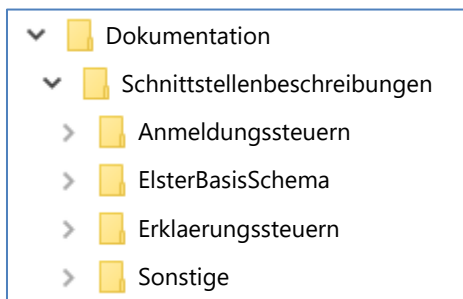 Dokumentation
Schnittstellenbeschreibungen
Anmeldungssteuern
ElsterBasisSchema
Erklaerungssteuern
Sonstige